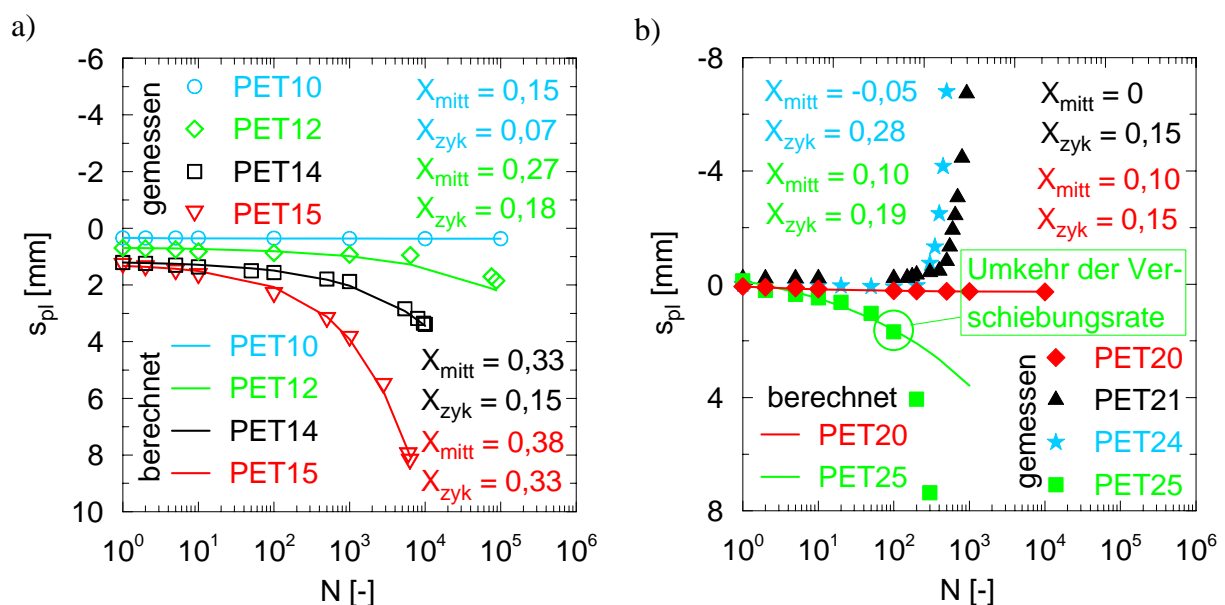 a)
-6
-4
-2
0
2
4
6
8
10
s_pl [mm]
10^0
10^1
10^2
10^3
10^4
10^5
10^6
N [-]
gemessen
PET10
PET12
PET14
PET15
X_mitt = 0,15
X_zyk = 0,07
X_mitt = 0,27
X_zyk = 0,18
berechnet
PET10
PET12
PET14
PET15
X_mitt = 0,33
X_zyk = 0,15
X_mitt = 0,38
X_zyk = 0,33
b)
-8
-4
0
4
8
s_pl [mm]
10^0
10^1
10^2
10^3
10^4
10^5
10^6
N [-]
X_mitt = -0,05
X_zyk = 0,28
X_mitt = 0,10
X_zyk = 0,19
X_mitt = 0
X_zyk = 0,15
X_mitt = 0,10
X_zyk = 0,15
Umkehr der Ver-
schiebungsrate
berechnet
PET20
PET25
gemessen
PET20
PET21
PET24
PET25